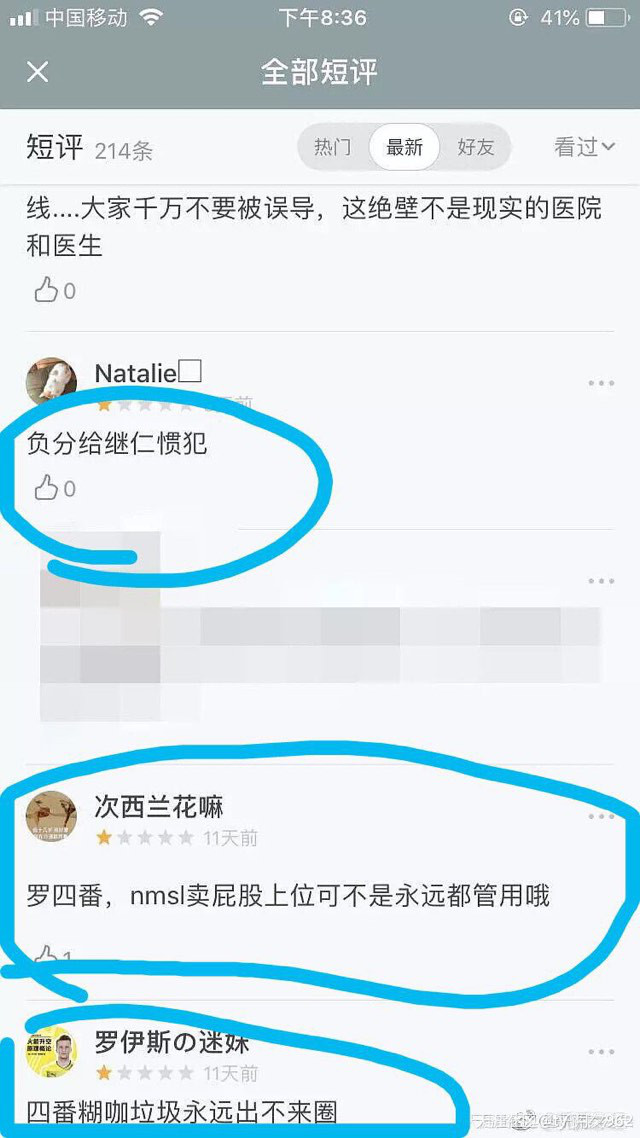 中国移动
下午8:36
41%
全部短评
短评 214条
热门
最新
好友
看过
线....大家千万不要被误导，这绝壁不是现实的医院
和医生
0
Natalie
负分给继仁惯犯
0
次西兰花嘛
11天前
罗四番，nmsl卖屁股上位可不是永远都管用哦
1
罗伊斯の迷妹
11天前
四番糊咖垃圾永远出不来圈